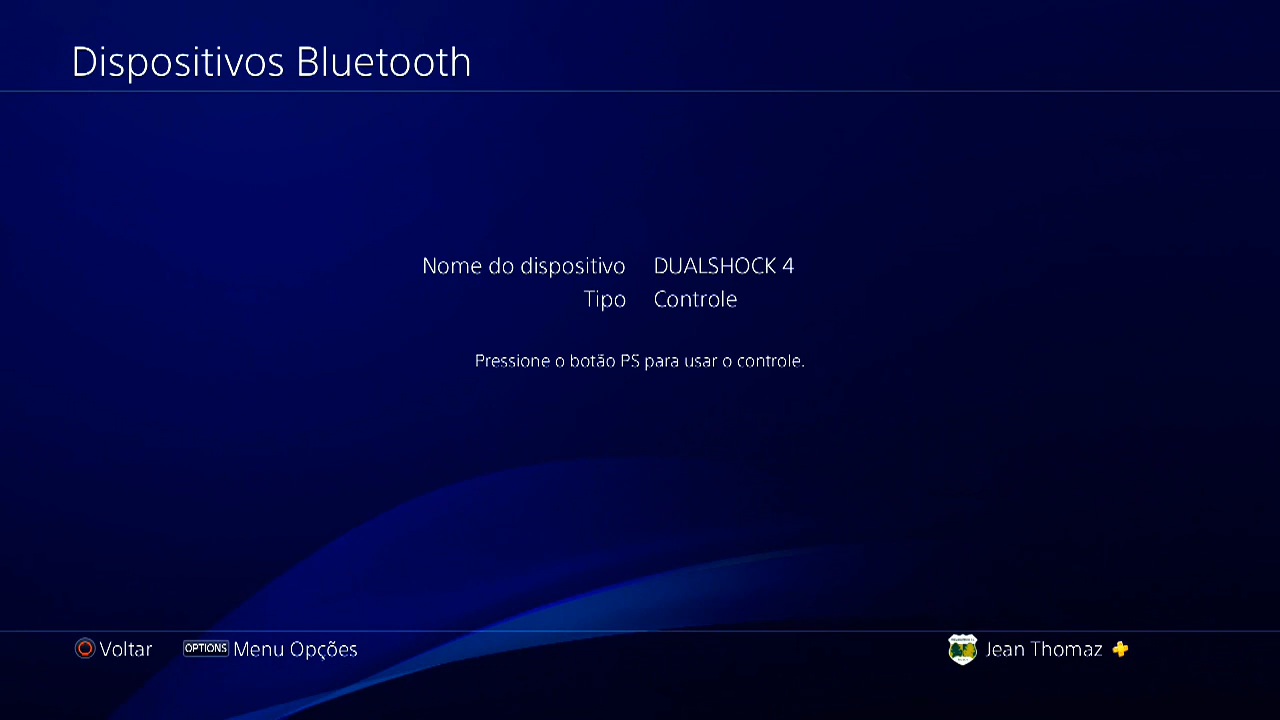 Dispositivos Bluetooth
Nome do dispositivo DUALSHOCK 4
Tipo Controle
Pressione o botão PS para usar o controle.
Voltar OPTIONS Menu Opções Jean Thomaz